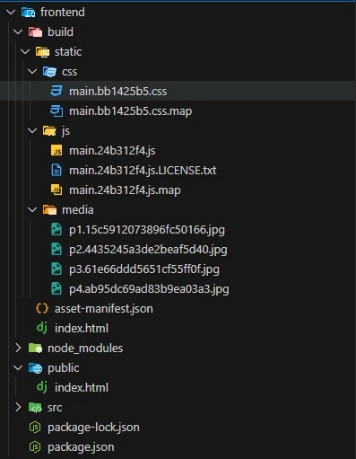 frontend
build
static
css
main.bb1425b5.css
main.bb1425b5.css.map
js
main.24b312f4.js
main.24b312f4.js.LICENSE.txt
main.24b312f4.js.map
media
p1.15c5912073896fc50166.jpg
p2.4435245a3de2beaf5d40.jpg
p3.61e66ddd5651cf55ff0f.jpg
p4.ab95dc69ad83b9ea03a3.jpg
asset-manifest.json
dj index.html
node_modules
public
dj index.html
src
package-lock.json
package.json